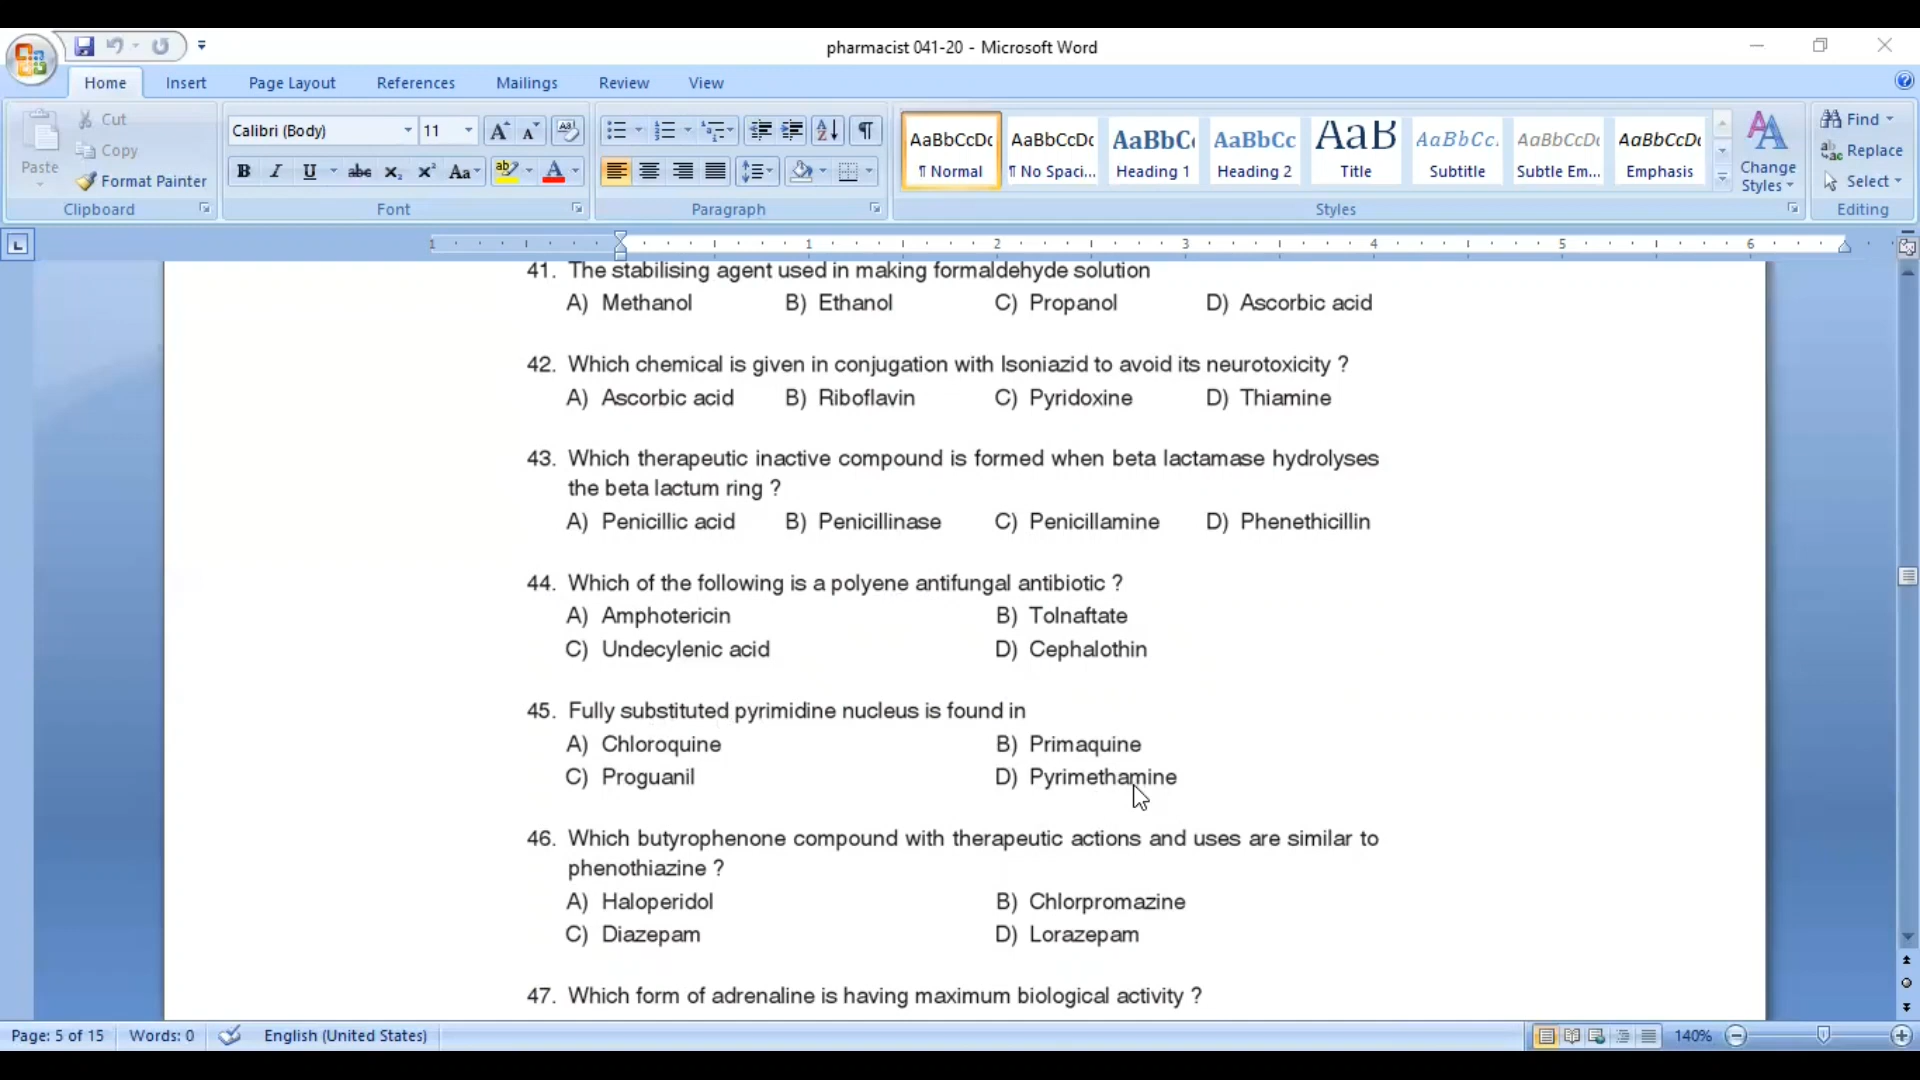 pharmacist 041-20 - Microsoft Word
Home Insert Page Layout References Mailings Review View
Paste
Cut
Copy
Format Painter
Clipboard
Calibri (Body) 11
Font
Paragraph
AaBbCcDc AaBbCcDc AaBbC AaBbCc AaB AaBbCc. AaBbCcDc AaBbCcDc
¶ Normal ¶ No Spaci... Heading 1 Heading 2 Title Subtitle Subtle Em... Emphasis
Change
Styles
Styles
Find
Replace
Select
Editing
1 1 2 3 4 5 6
41. The stabilising agent used in making formaldehyde solution
A) Methanol B) Ethanol C) Propanol D) Ascorbic acid
42. Which chemical is given in conjugation with Isoniazid to avoid its neurotoxicity ?
A) Ascorbic acid B) Riboflavin C) Pyridoxine D) Thiamine
43. Which therapeutic inactive compound is formed when beta lactamase hydrolyses
the beta lactum ring ?
A) Penicillic acid B) Penicillinase C) Penicillamine D) Phenethicillin
44. Which of the following is a polyene antifungal antibiotic ?
A) Amphotericin B) Tolnaftate
C) Undecylenic acid D) Cephalothin
45. Fully substituted pyrimidine nucleus is found in
A) Chloroquine B) Primaquine
C) Proguanil D) Pyrimethamine
46. Which butyrophenone compound with therapeutic actions and uses are similar to
phenothiazine ?
A) Haloperidol B) Chlorpromazine
C) Diazepam D) Lorazepam
47. Which form of adrenaline is having maximum biological activity ?
Page: 5 of 15 Words: 0 English (United States) 140%